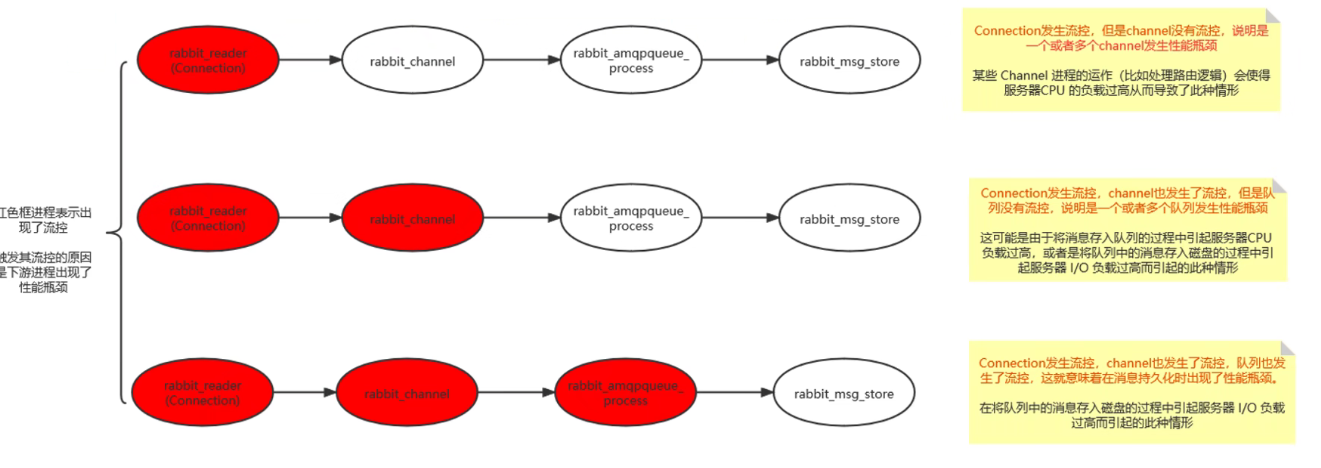 rabbit_reader
(Connection)
rabbit_channel
rabbit_amqpqueue_
process
rabbit_msg_store
Connection发生流控，但是channel没有流控，说明是
一个或者多个channel发生性能瓶颈
某些 Channel 进程的运作（比如处理路由逻辑）会使得
服务器CPU 的负载过高从而导致了此种情形
红色框进程表示出
现了流控
触发其流控的原因
是下游进程出现了
性能瓶颈
rabbit_reader
(Connection)
rabbit_channel
rabbit_amqpqueue_
process
rabbit_msg_store
Connection发生流控，channel也发生了流控，但是队
列没有流控，说明是一个或者多个队列发生性能瓶颈
这可能是由于将消息存入队列的过程中引起服务器CPU
负载过高，或者是将队列中的消息存入磁盘的过程中引
起服务器 I/O 负载过高而引起的此种情形
rabbit_reader
(Connection)
rabbit_channel
rabbit_amqpqueue_
process
rabbit_msg_store
Connection发生流控，channel也发生了流控，队列也发
生了流控，这就意味着在消息持久化时出现了性能瓶颈。
在将队列中的消息存入磁盘的过程中引起服务器 I/O 负载
过高而引起的此种情形